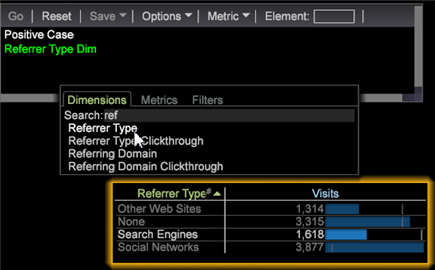 Go Reset Save Options Metric Element:
Positive Case
Referrer Type Dim
Dimensions Metrics Filters
Search: ref
Referrer Type
Referrer Type Clickthrough
Referring Domain
Referring Domain Clickthrough
Referrer Type# Visits
Other Web Sites 1,314
None 3,315
Search Engines 1,618
Social Networks 3,877